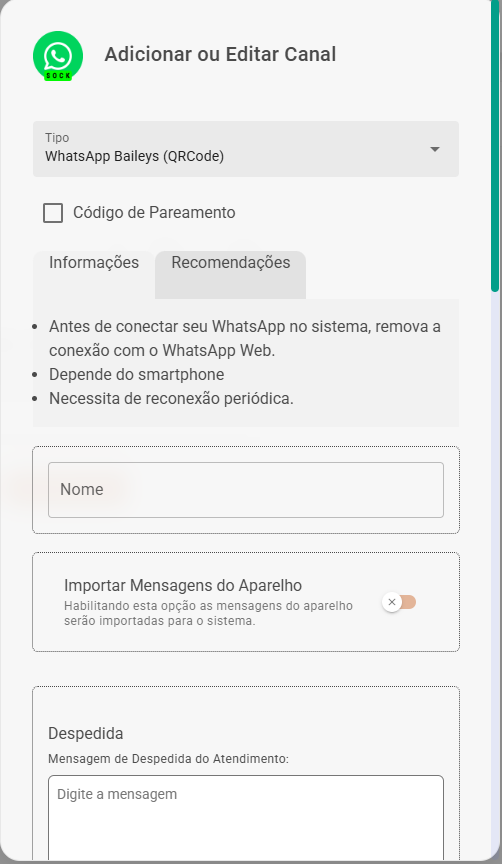 SOCK
Adicionar ou Editar Canal
Tipo
WhatsApp Baileys (QRCode)
Código de Pareamento
Informações
Recomendações
Antes de conectar seu WhatsApp no sistema, remova a
conexão com o WhatsApp Web.
Depende do smartphone
Necessita de reconexão periódica.
Nome
Importar Mensagens do Aparelho
Habilitando esta opção as mensagens do aparelho
serão importadas para o sistema.
Despedida
Mensagem de Despedida do Atendimento:
Digite a mensagem